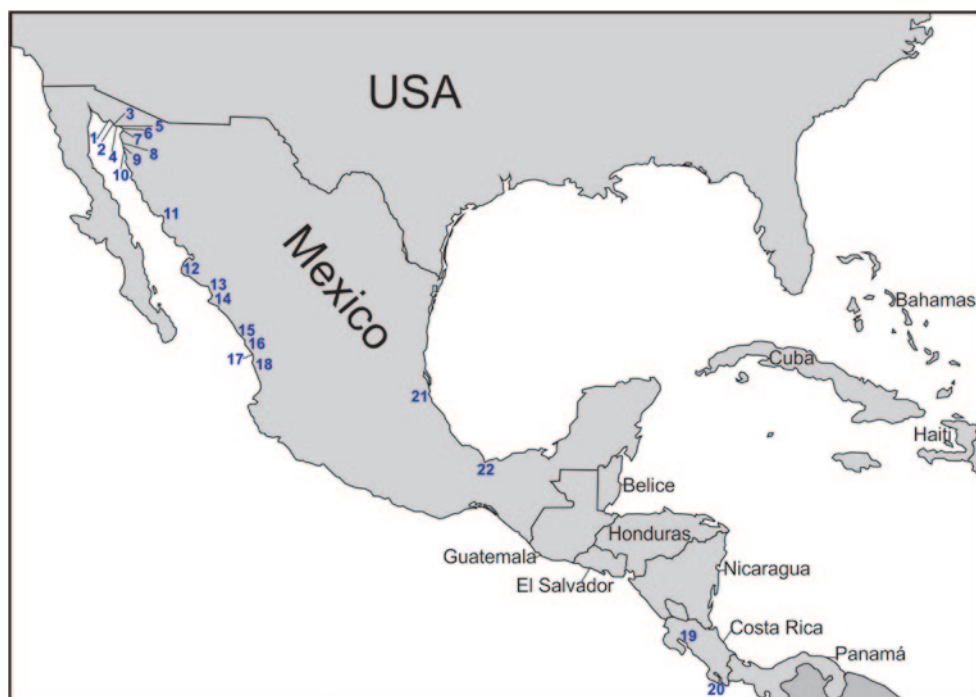 USA
3
1
5
6
2
7
4
8
9
10
11
Mexico
12
13
14
Bahamas
15
16
17
18
Cuba
21
Haiti
22
Belice
Honduras
Guatemala
Nicaragua
El Salvador
19
Costa Rica
Panamá
20